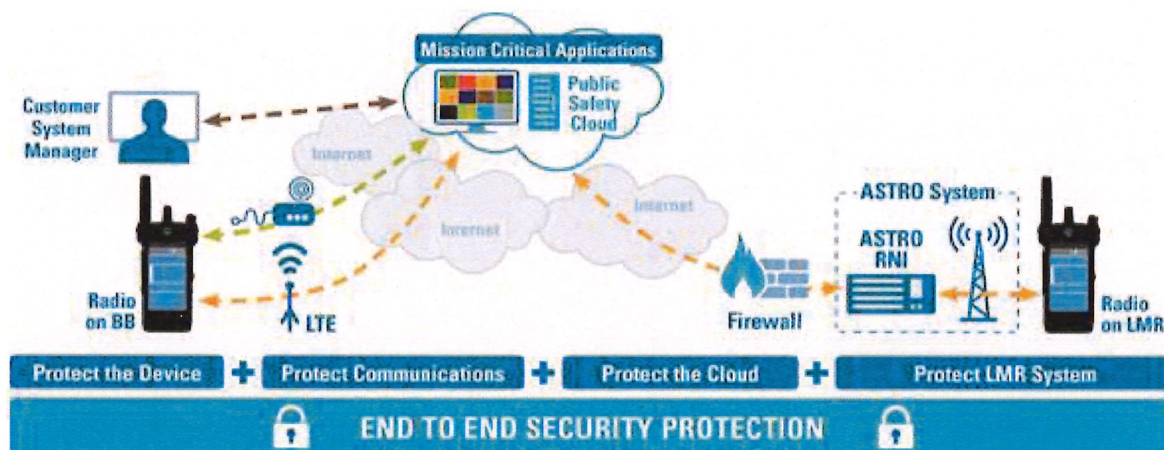 Mission Critical Applications
Public
Safety
Cloud
Customer
System
Manager
Internet
Internet
Internet
ASTRO System
ASTRO
RNI
Radio
on BB
LTE
Firewall
Radio
on LMR
Protect the Device + Protect Communications + Protect the Cloud + Protect LMR System
END TO END SECURITY PROTECTION